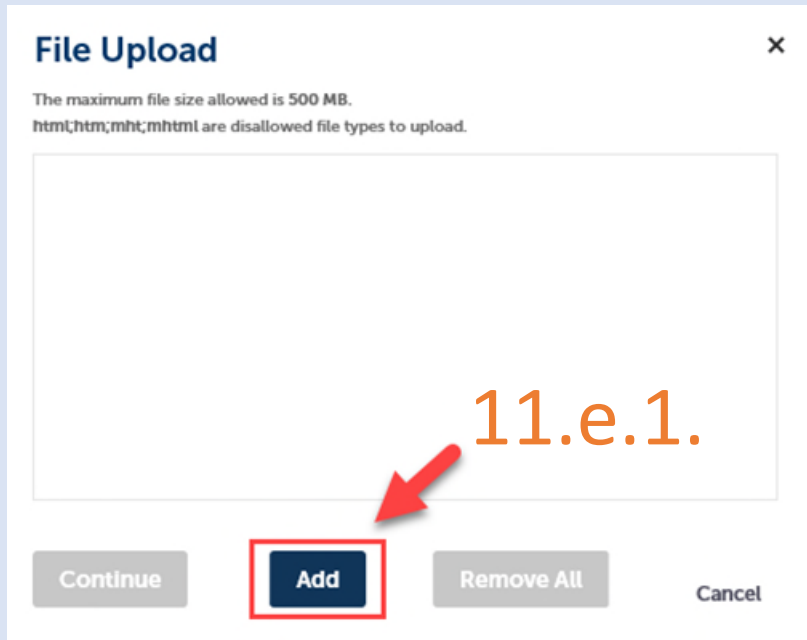 File Upload ×
The maximum file size allowed is 500 MB.
html;htm;mht;mhtml are disallowed file types to upload.
11.e.1.
Continue Add Remove All Cancel